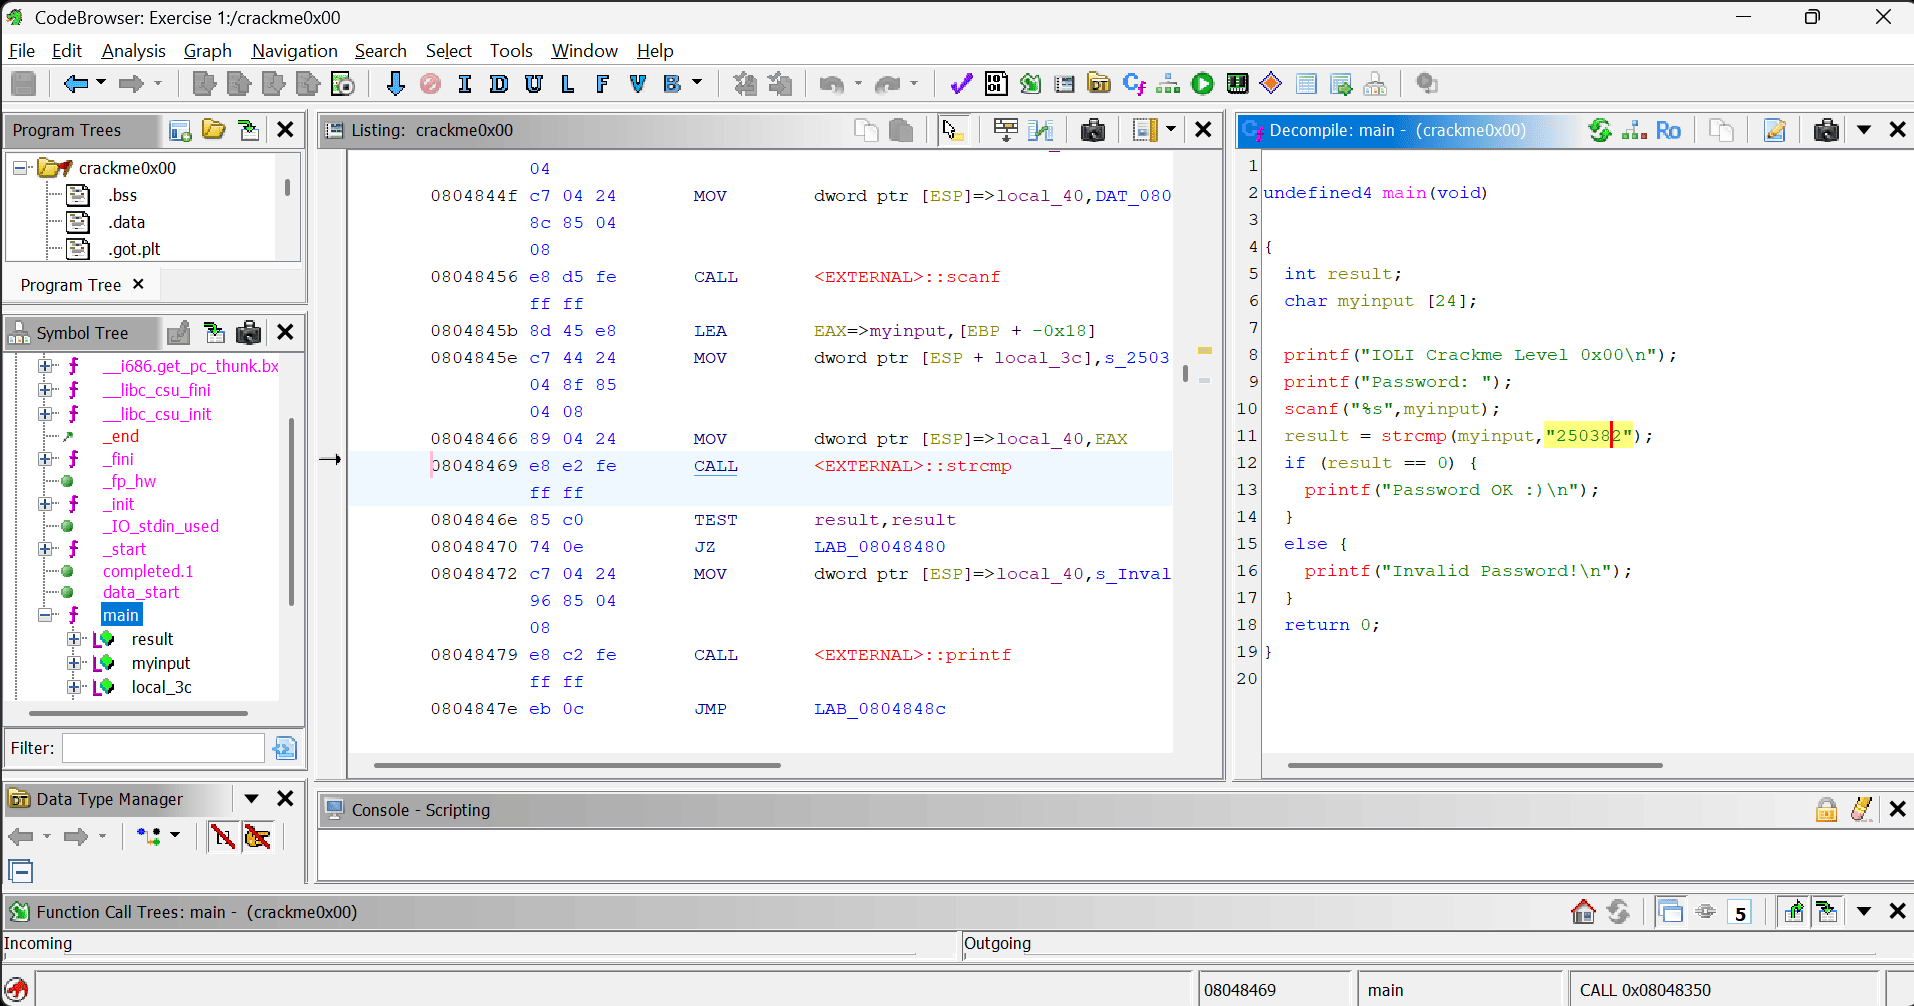 CodeBrowser: Exercise 1:/crackme0x00
File Edit Analysis Graph Navigation Search Select Tools Window Help
I D U L F V B
Program Trees
crackme0x00
.bss
.data
.got.plt
Program Tree
Symbol Tree
__i686.get_pc_thunk.bx
__libc_csu_fini
__libc_csu_init
_end
_fini
_fp_hw
_init
_IO_stdin_used
_start
completed.1
data_start
main
result
myinput
local_3c
Filter:
Data Type Manager
Listing: crackme0x00
04
0804844f c7 04 24 MOV dword ptr [ESP]=>local_40,DAT_080
8c 85 04
08
08048456 e8 d5 fe CALL <EXTERNAL>::scanf
ff ff
0804845b 8d 45 e8 LEA EAX=>myinput,[EBP + -0x18]
0804845e c7 44 24 MOV dword ptr [ESP + local_3c],s_2503
04 8f 85
04 08
08048466 89 04 24 MOV dword ptr [ESP]=>local_40,EAX
08048469 e8 e2 fe CALL <EXTERNAL>::strcmp
ff ff
0804846e 85 c0 TEST result,result
08048470 74 0e JZ LAB_08048480
08048472 c7 04 24 MOV dword ptr [ESP]=>local_40,s_Inval
96 85 04
08
08048479 e8 c2 fe CALL <EXTERNAL>::printf
ff ff
0804847e eb 0c JMP LAB_0804848c
Decompile: main - (crackme0x00)
Ro
1
2 undefined4 main(void)
3
4 {
5 int result;
6 char myinput [24];
7
8 printf("IOLI Crackme Level 0x00\n");
9 printf("Password: ");
10 scanf("%s",myinput);
11 result = strcmp(myinput,"250382");
12 if (result == 0) {
13 printf("Password OK :)\n");
14 }
15 else {
16 printf("Invalid Password!\n");
17 }
18 return 0;
19 }
20
Console - Scripting
Function Call Trees: main - (crackme0x00)
5
Incoming
Outgoing
08048469
main
CALL 0x08048350